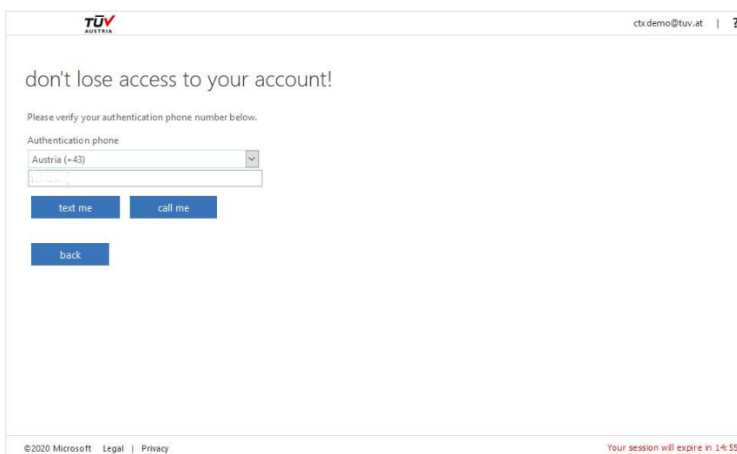 TÜV
AUSTRIA
ctxdemo@tuv.at | ?
don't lose access to your account!
Please verify your authentication phone number below.
Authentication phone
Austria (+43)
text me call me
back
©2020 Microsoft Legal | Privacy
Your session will expire in 14:55